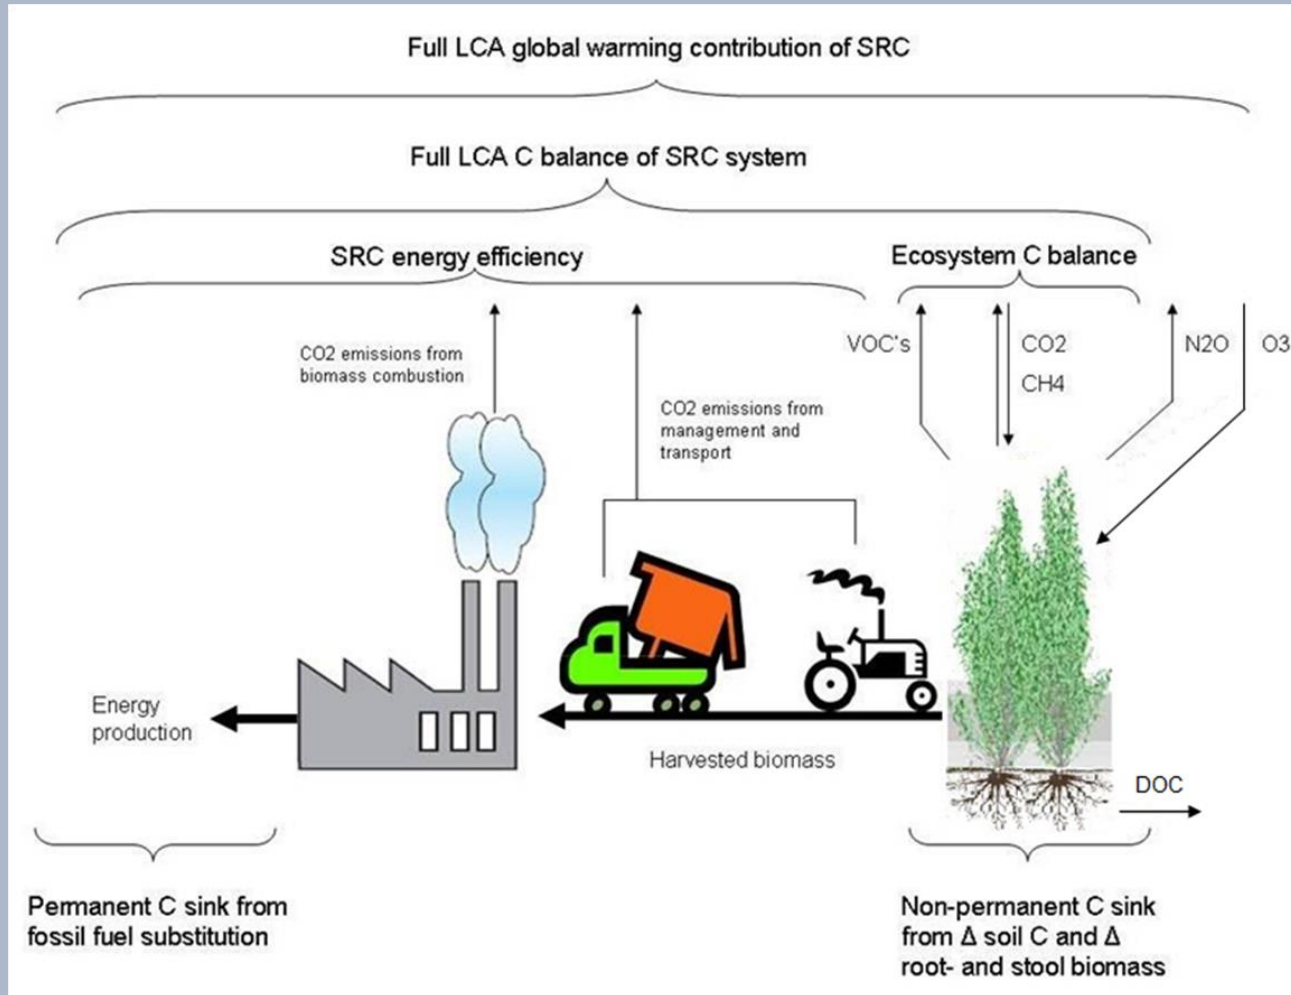 Full LCA global warming contribution of SRC
Full LCA C balance of SRC system
SRC energy efficiency
Ecosystem C balance
CO2 emissions from
biomass combustion
CO2 emissions from
management and
transport
VOC's
CO2
CH4
N2O
O3
Energy
production
Harvested biomass
DOC
Permanent C sink from
fossil fuel substitution
Non-permanent C sink
from Δ soil C and Δ
root- and stool biomass